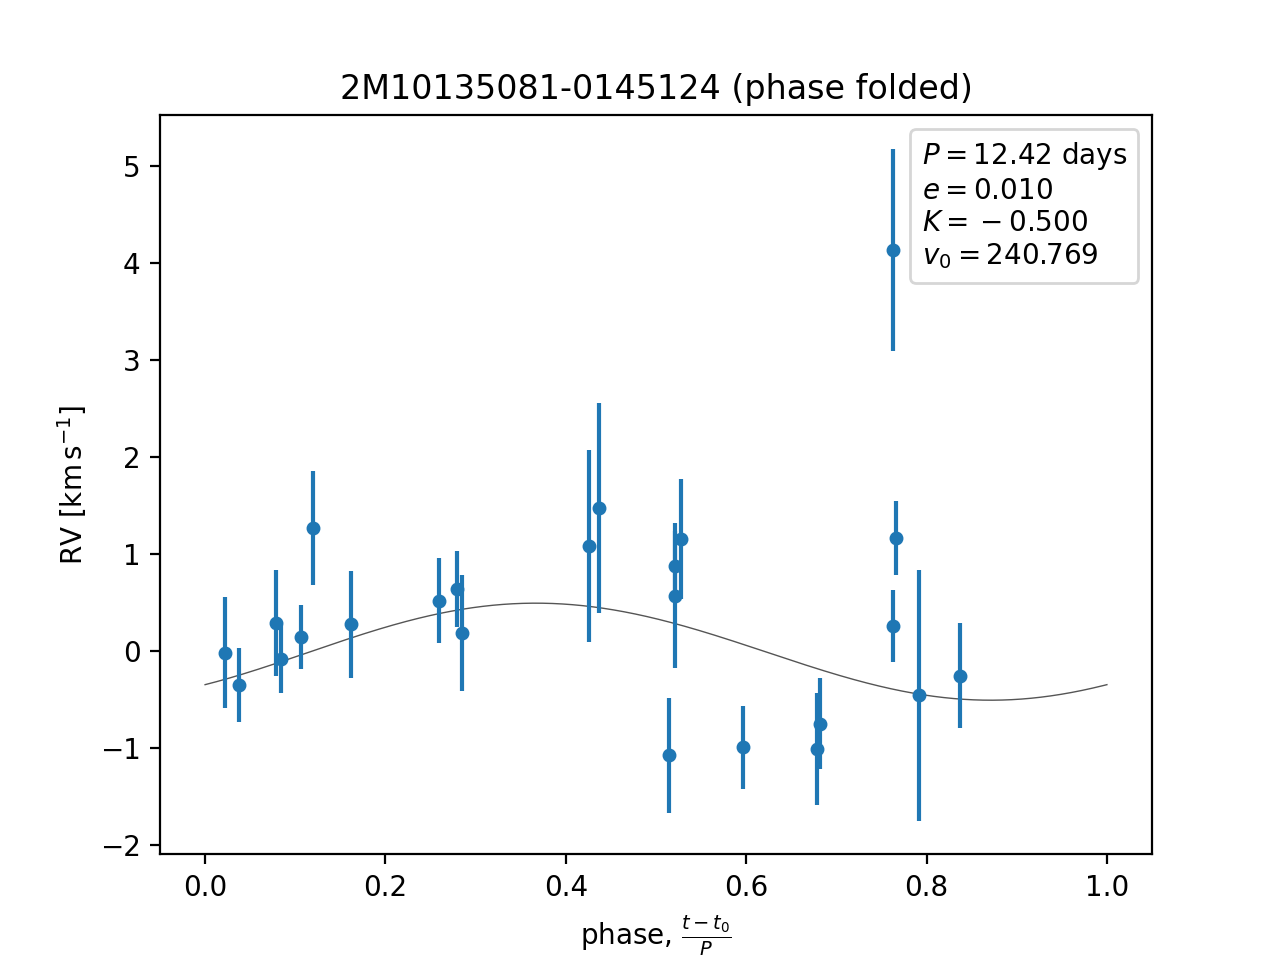 2M10135081-0145124 (phase folded)
P = 12.42 days
e = 0.010
K = −0.500
v₀ = 240.769
RV [km s⁻¹]
5
4
3
2
1
0
−1
−2
0.0 0.2 0.4 0.6 0.8 1.0
phase, (t − t₀)/P